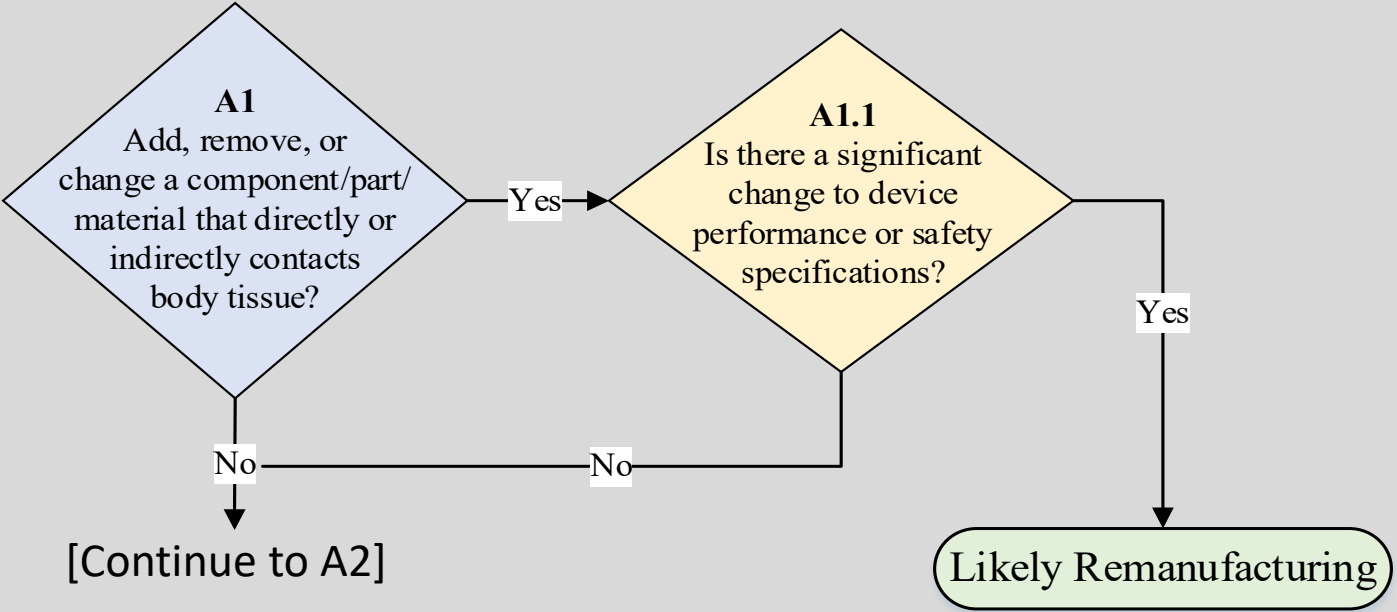 A1
Add, remove, or
change a component/part/
material that directly or
indirectly contacts
body tissue?
Yes
A1.1
Is there a significant
change to device
performance or safety
specifications?
Yes
No
No
[Continue to A2]
Likely Remanufacturing